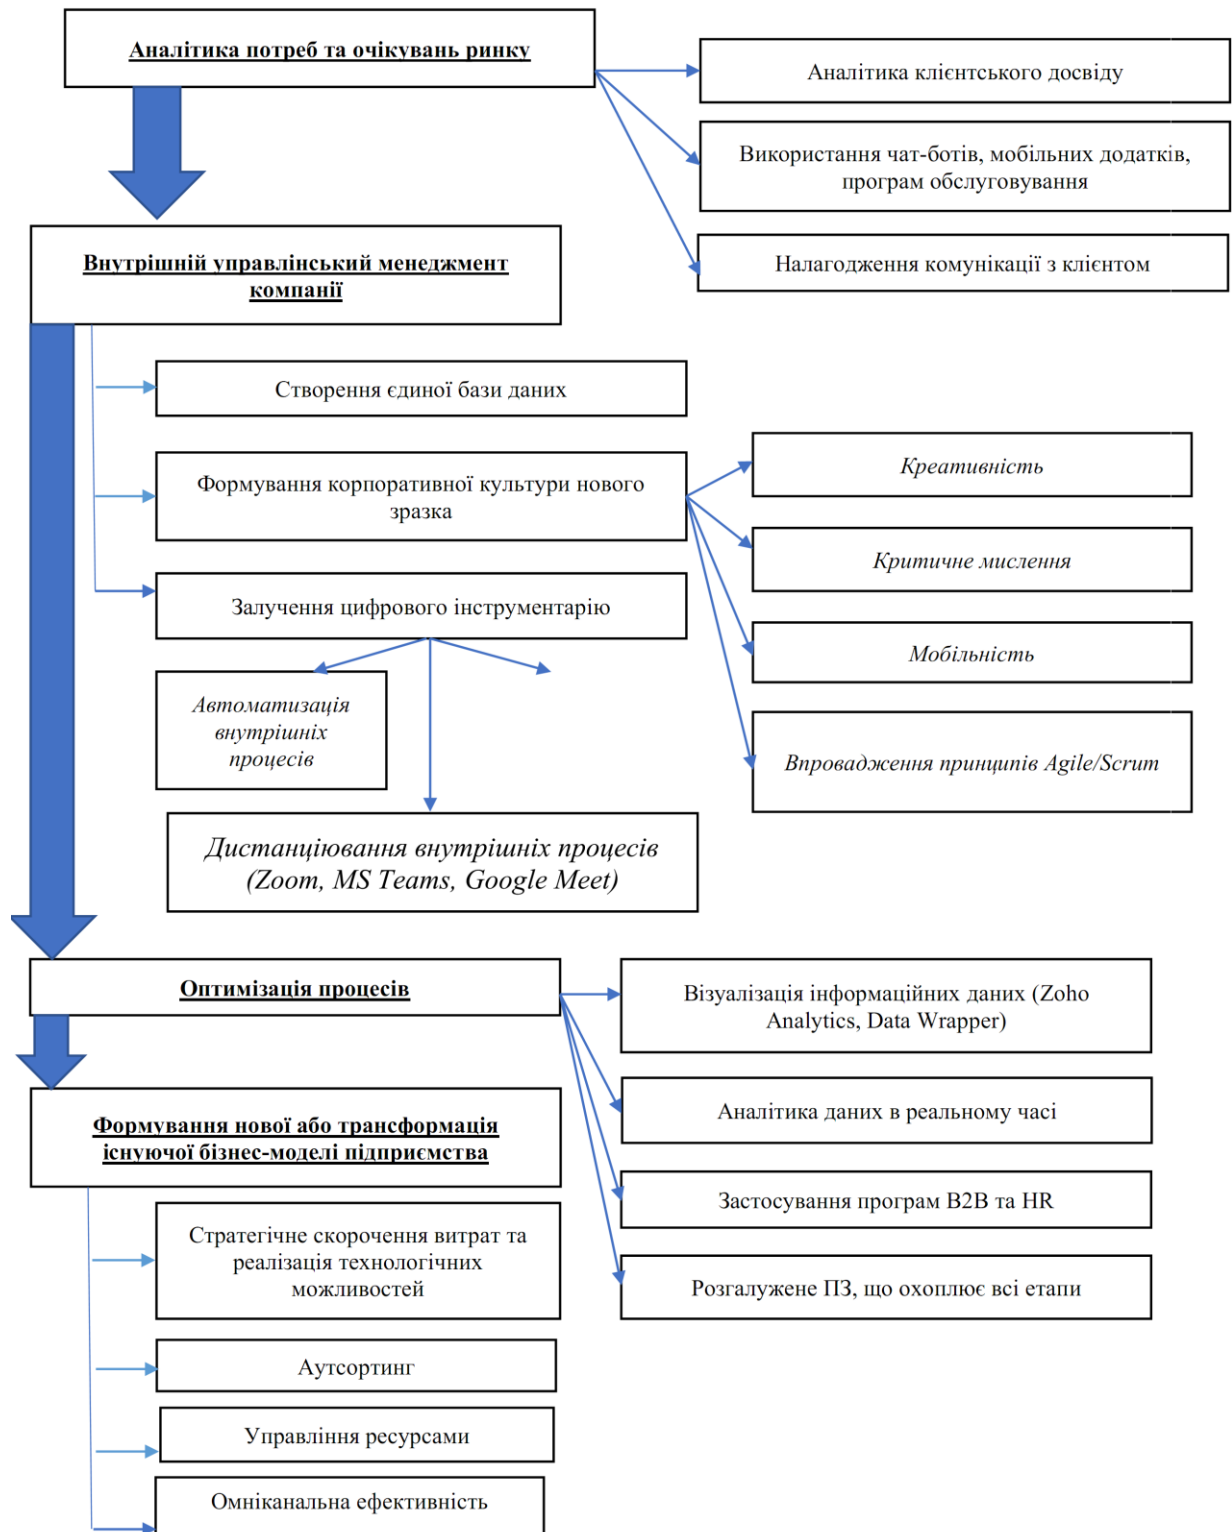 Аналітика потреб та очікувань ринку
Аналітика клієнтського досвіду
Використання чат-ботів, мобільних додатків,
програм обслуговування
Налагодження комунікації з клієнтом
Внутрішній управлінський менеджмент
компанії
Створення єдиної бази даних
Формування корпоративної культури нового
зразка
Креативність
Критичне мислення
Мобільність
Впровадження принципів Agile/Scrum
Залучення цифрового інструментарію
Автоматизація
внутрішніх
процесів
Дистанціювання внутрішніх процесів
(Zoom, MS Teams, Google Meet)
Оптимізація процесів
Візуалізація інформаційних даних (Zoho
Analytics, Data Wrapper)
Аналітика даних в реальному часі
Застосування програм B2B та HR
Розгалужене ПЗ, що охоплює всі етапи
Формування нової або трансформація
існуючої бізнес-моделі підприємства
Стратегічне скорочення витрат та
реалізація технологічних
можливостей
Аутсортинг
Управління ресурсами
Омніканальна ефективність